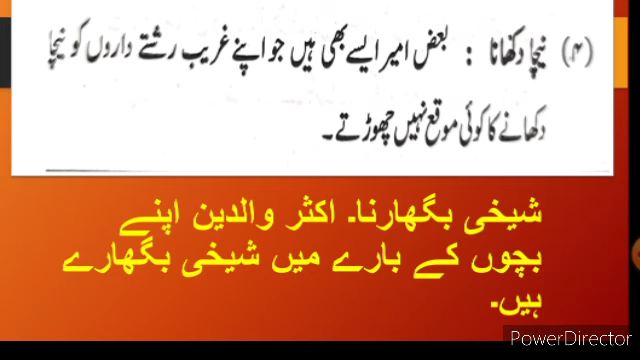 (۴) نیچا دکھانا : بعض امیر ایسے بھی ہیں جو اپنے غریب رشتے داروں کو نیچا
دکھانے کا کوئی موقع نہیں چھوڑتے۔
شیخی بگھارنا۔ اکثر والدین اپنے
بچوں کے بارے میں شیخی بگھارے
ہیں۔
PowerDirector